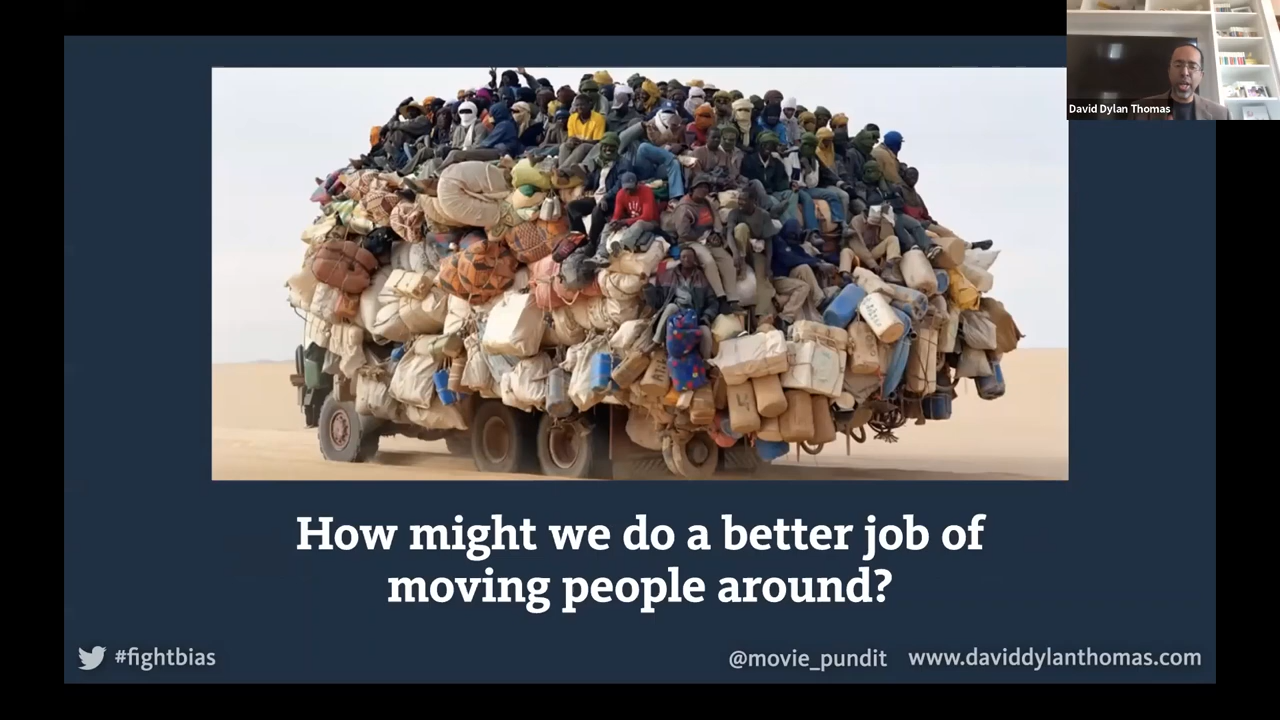 David Dylan Thomas
How might we do a better job of
moving people around?
#fightbias
@movie_pundit www.daviddylanthomas.com